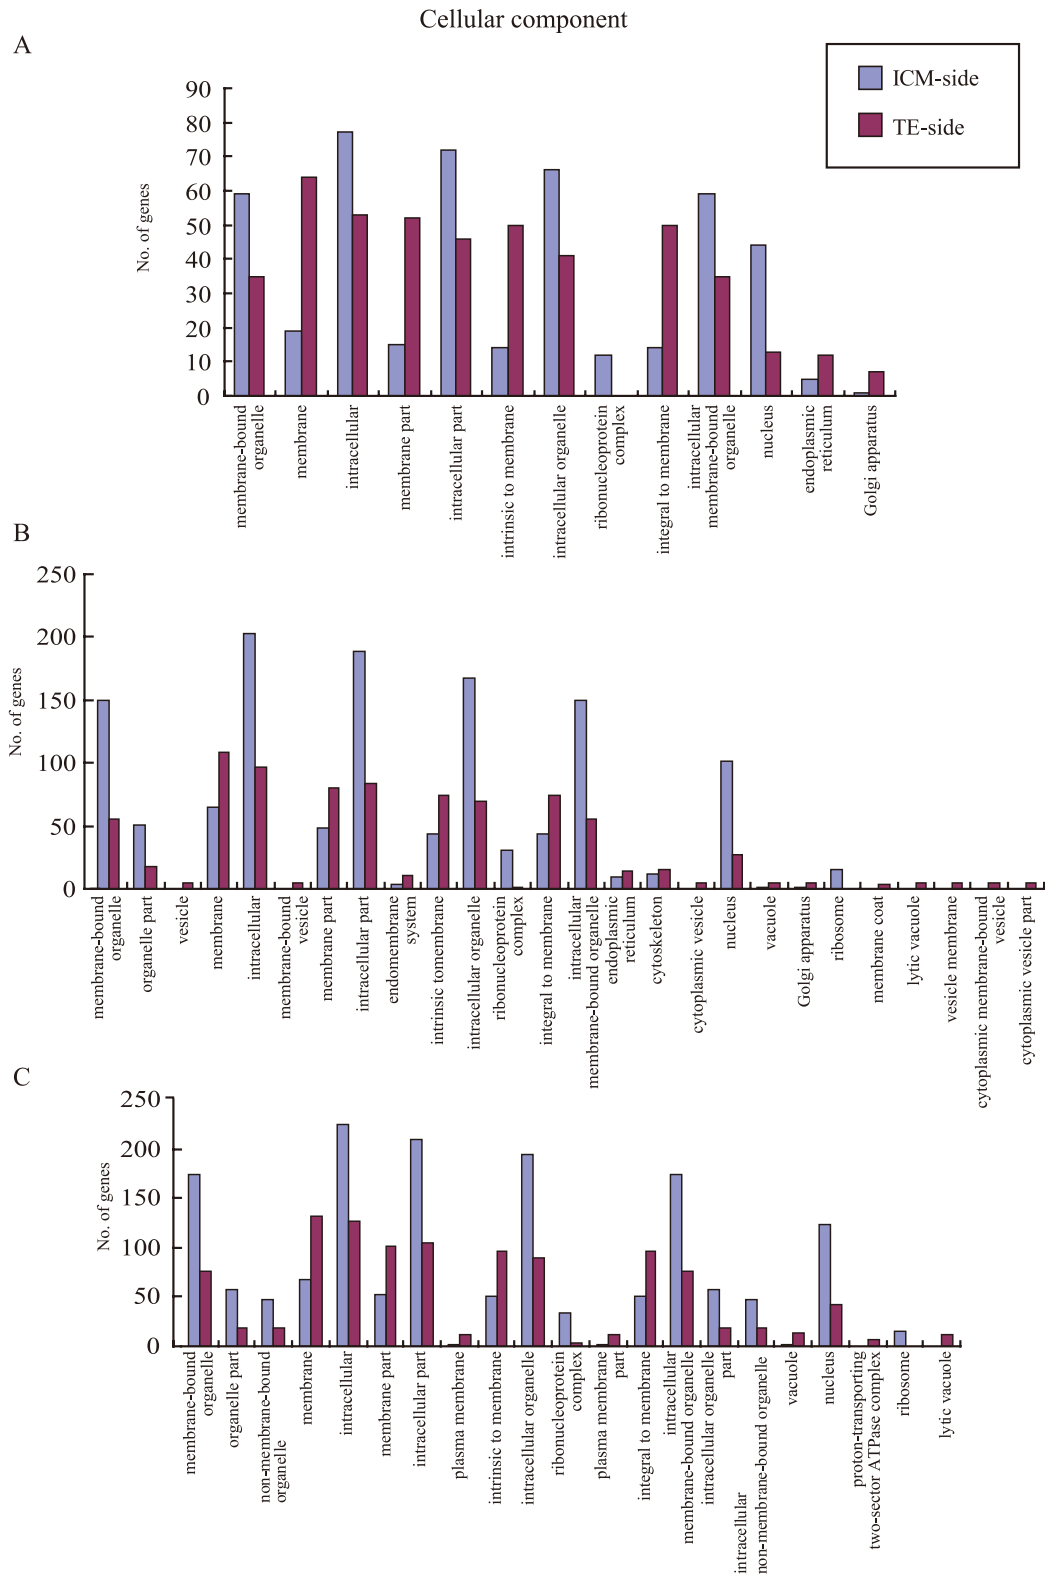 Cellular component
A
ICM-side
TE-side
No. of genes
90
80
70
60
50
40
30
20
10
0
membrane-bound
organelle
membrane
intracellular
membrane part
intracellular part
intrinsic to membrane
intracellular organelle
ribonucleoprotein
complex
integral to membrane
intracellular
membrane-bound
organelle
nucleus
endoplasmic
reticulum
Golgi apparatus
B
No. of genes
250
200
150
100
50
0
membrane-bound
organelle
organelle part
vesicle
membrane
intracellular
membrane-bound
vesicle
membrane part
intracellular part
endomembrane
system
intrinsic tomembrane
intracellular organelle
ribonucleoprotein
complex
integral to membrane
intracellular
membrane-bound organelle
endoplasmic
reticulum
cytoskeleton
cytoplasmic vesicle
nucleus
vacuole
Golgi apparatus
ribosome
membrane coat
lytic vacuole
vesicle membrane
cytoplasmic membrane-bound
vesicle
cytoplasmic vesicle part
C
No. of genes
250
200
150
100
50
0
membrane-bound
organelle
organelle part
non-membrane-bound
organelle
membrane
intracellular
membrane part
intracellular part
plasma membrane
intrinsic to membrane
intracellular organelle
ribonucleoprotein
complex
plasma membrane
part
integral to membrane
intracellular
membrane-bound organelle
intracellular organelle
part
intracellular
non-membrane-bound organelle
vacuole
nucleus
proton-transporting
two-sector ATPase complex
ribosome
lytic vacuole